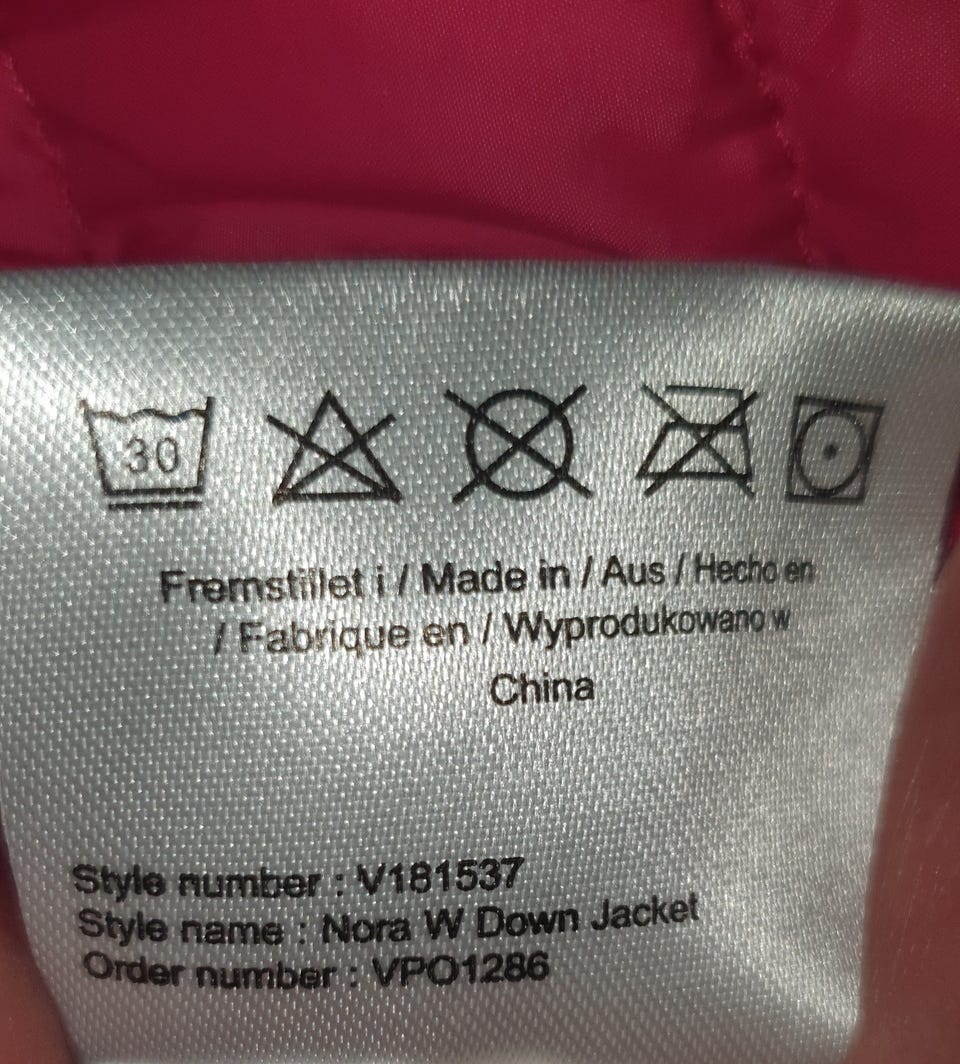 30
Fremstillet i / Made in / Aus / Hecho en
/ Fabrique en / Wyprodukowano w
China
Style number : V181537
Style name : Nora W Down Jacket
Order number : VPO1286